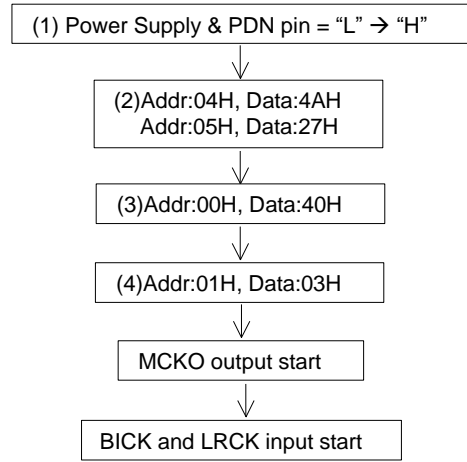 (1) Power Supply & PDN pin = “L” → “H”
(2)Addr:04H, Data:4AH
Addr:05H, Data:27H
(3)Addr:00H, Data:40H
(4)Addr:01H, Data:03H
MCKO output start
BICK and LRCK input start